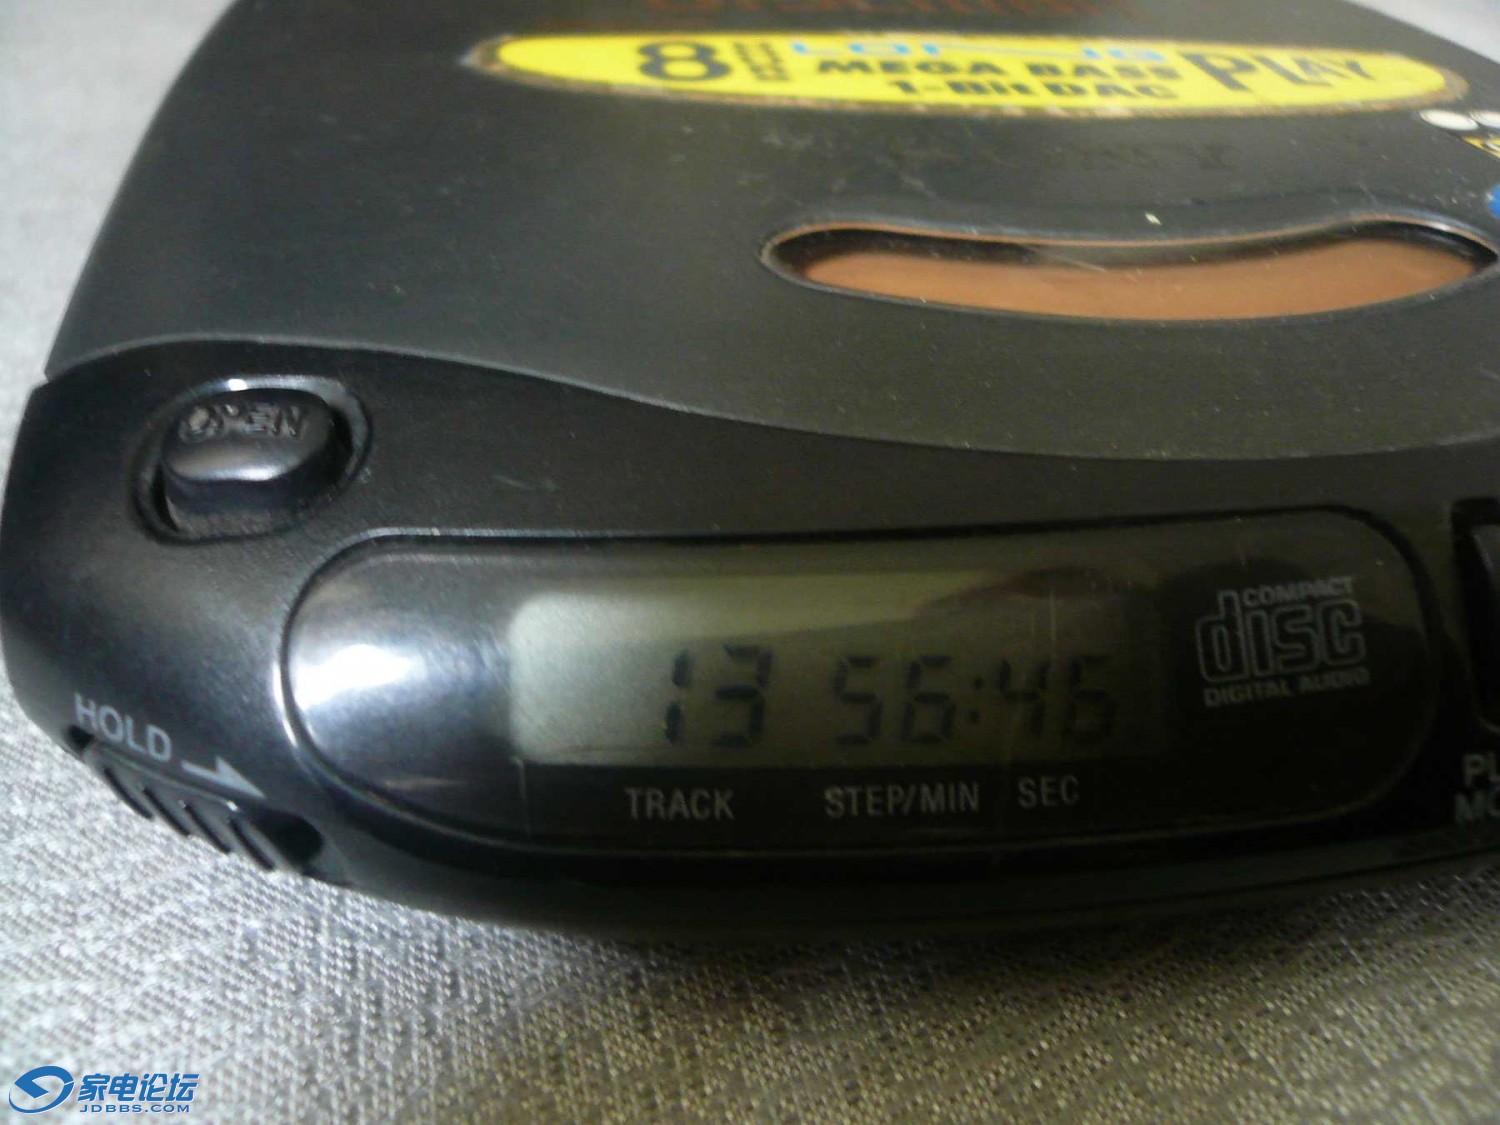 8
MEGA BASS
1-Bit DAC
PLAY
OPEN
HOLD
13 56:46
TRACK STEP/MIN SEC
COMPACT
disc
DIGITAL AUDIO
家电论坛
JDBBS.COM